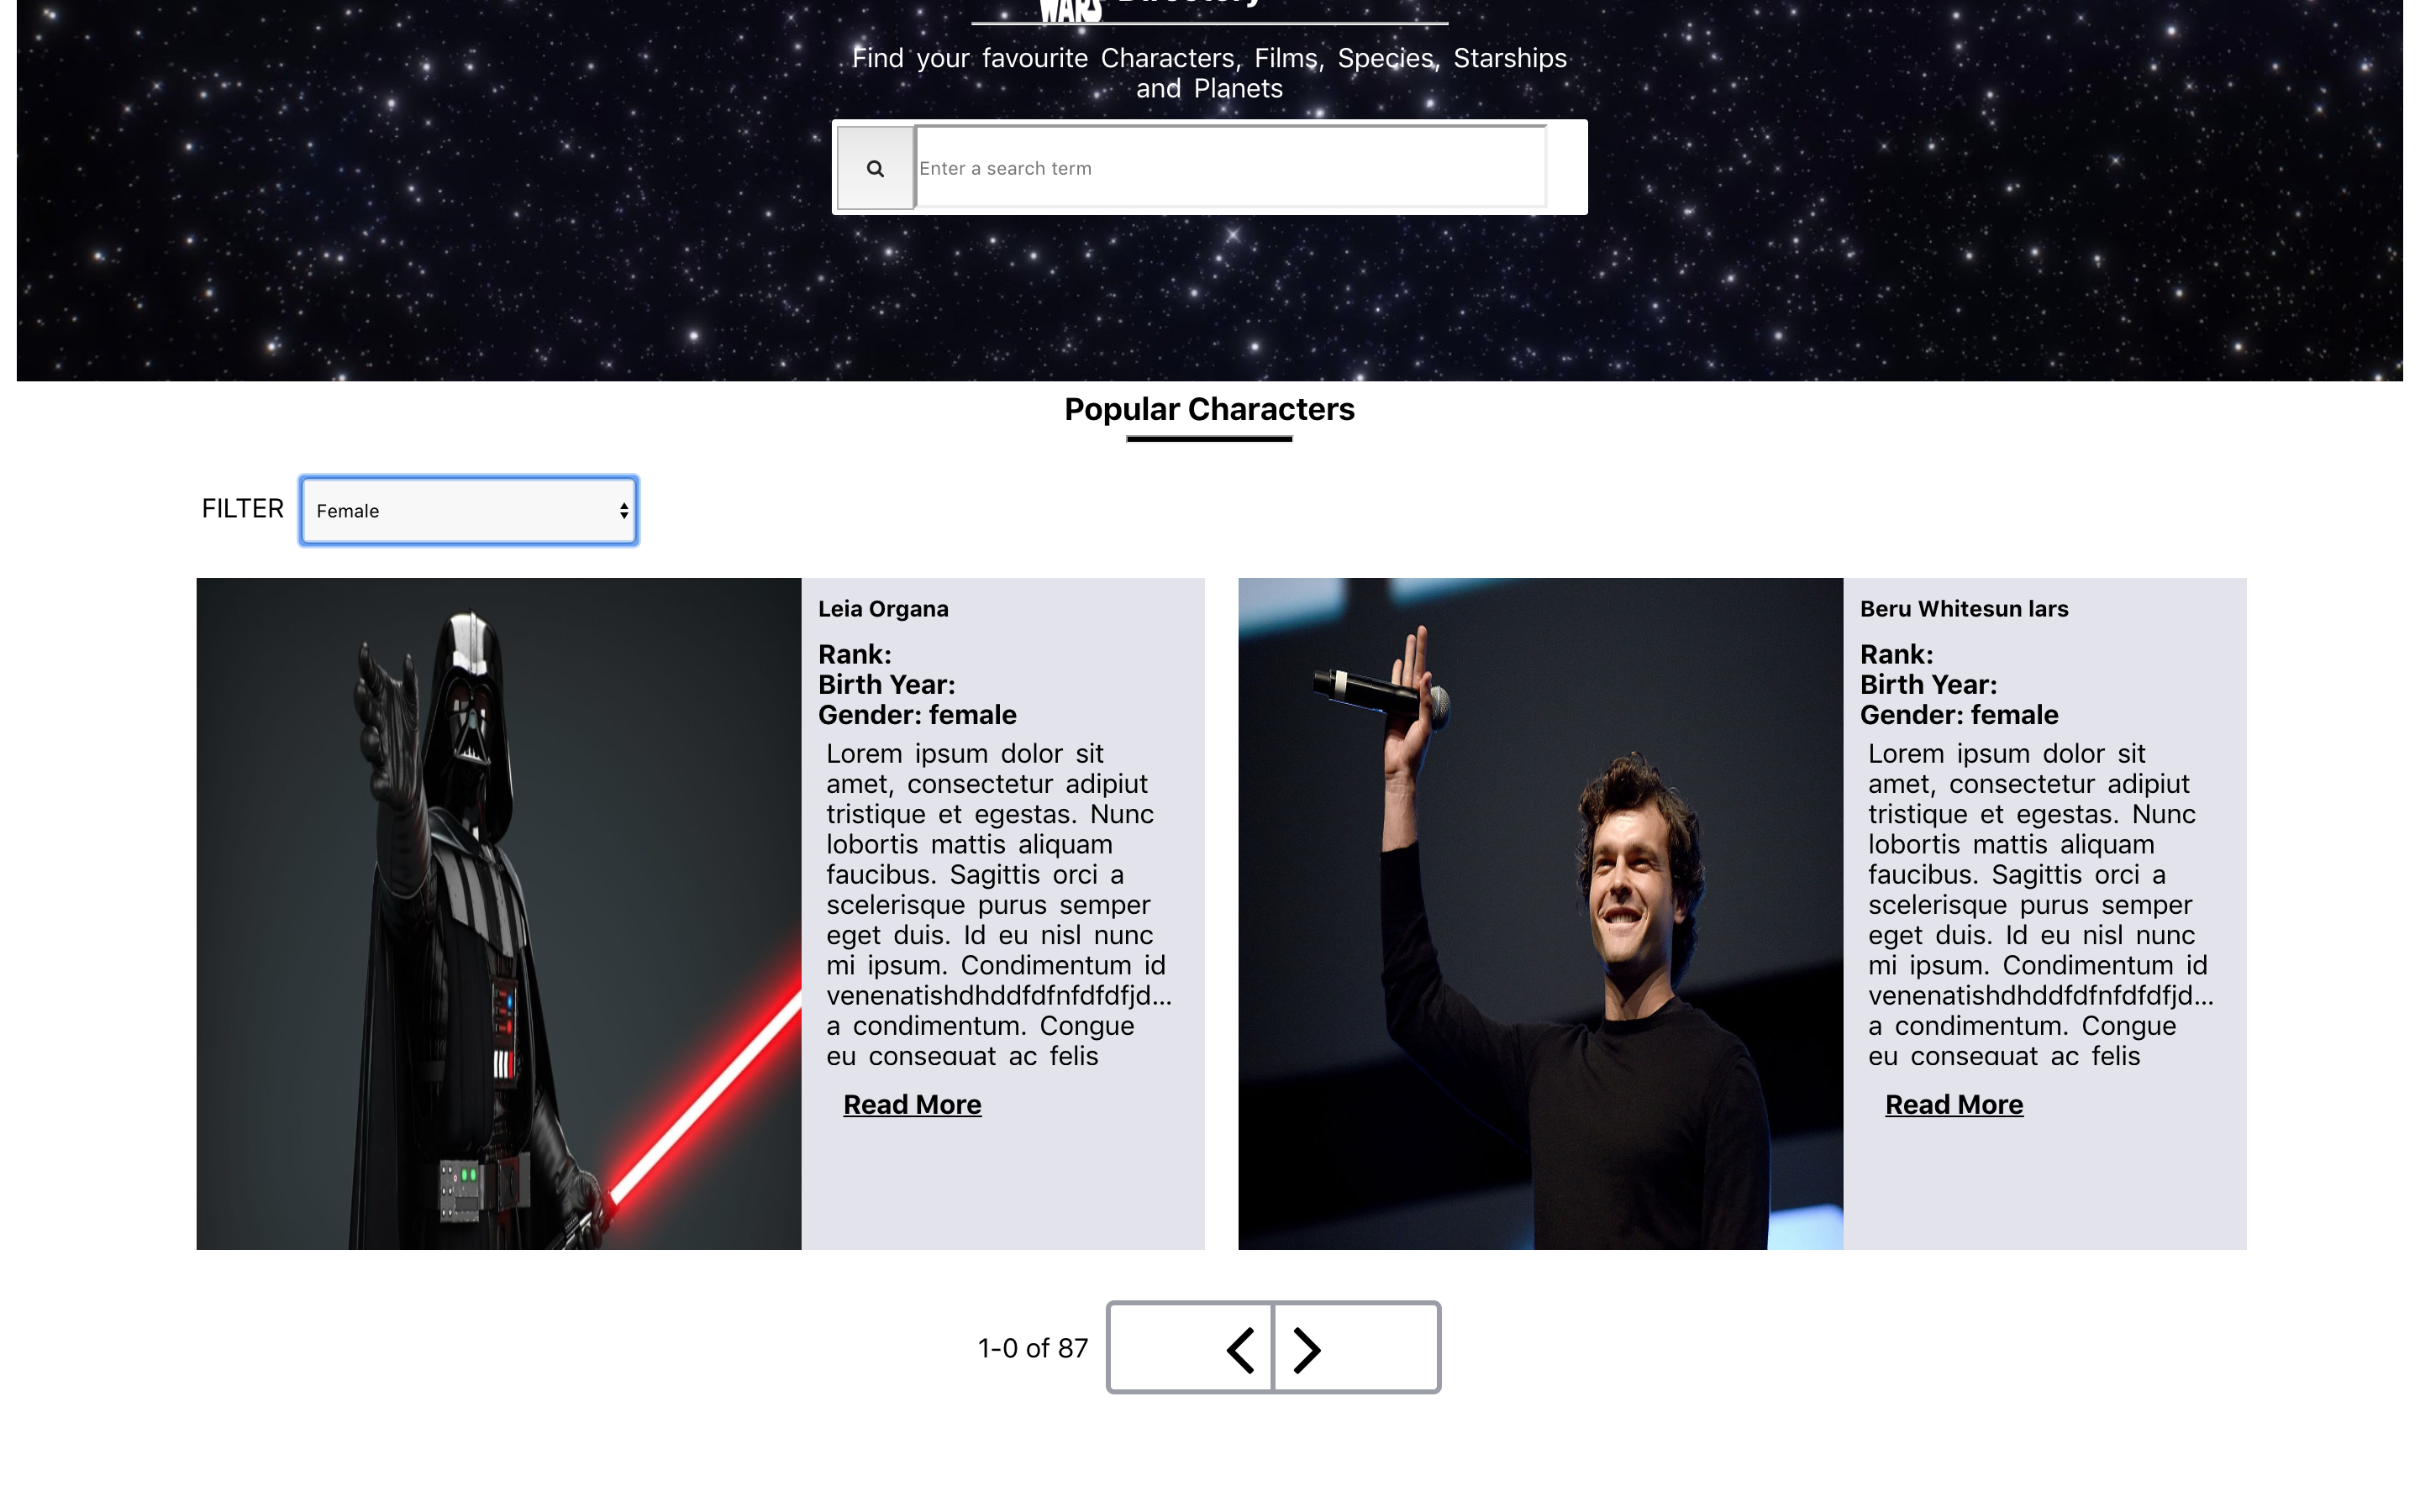 WARS Directory
Find your favourite Characters, Films, Species, Starships
and Planets
Enter a search term
Popular Characters
FILTER Female
Leia Organa
Rank:
Birth Year:
Gender: female
Lorem ipsum dolor sit
amet, consectetur adipiut
tristique et egestas. Nunc
lobortis mattis aliquam
faucibus. Sagittis orci a
scelerisque purus semper
eget duis. Id eu nisl nunc
mi ipsum. Condimentum id
venenatishdhddfdfnfdfdfjd...
a condimentum. Congue
eu consequat ac felis
Read More
Beru Whitesun lars
Rank:
Birth Year:
Gender: female
Lorem ipsum dolor sit
amet, consectetur adipiut
tristique et egestas. Nunc
lobortis mattis aliquam
faucibus. Sagittis orci a
scelerisque purus semper
eget duis. Id eu nisl nunc
mi ipsum. Condimentum id
venenatishdhddfdfnfdfdfjd...
a condimentum. Congue
eu consequat ac felis
Read More
1-0 of 87